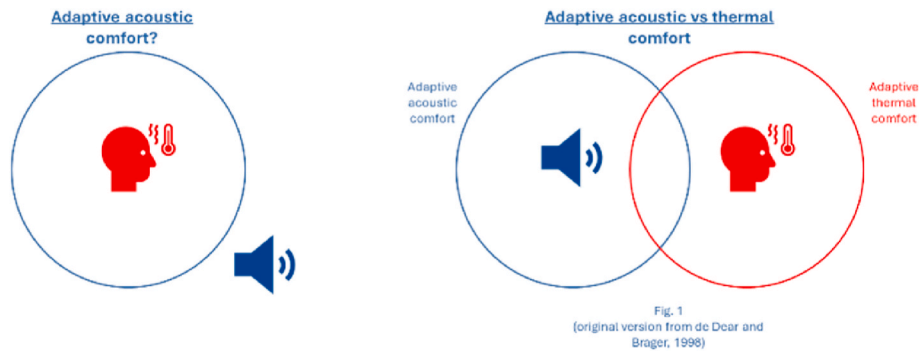 Adaptive acoustic
comfort?
Adaptive acoustic vs thermal
comfort
Adaptive
acoustic
comfort
Adaptive
thermal
comfort
Fig. 1
(original version from de Dear and
Brager, 1998)